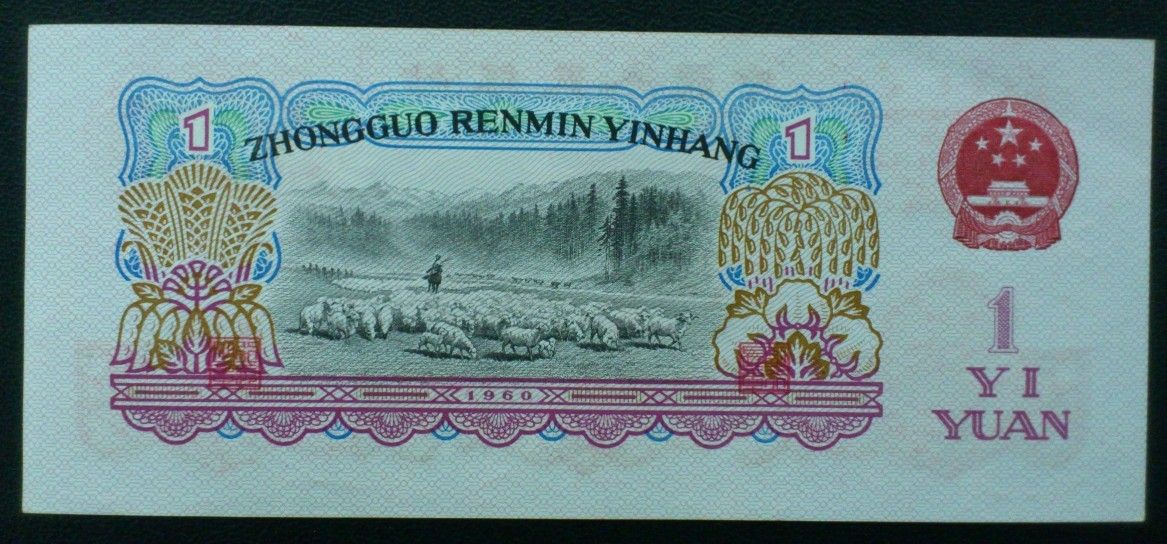 1
ZHONGGUO RENMIN YINHANG
1
1960
1
YI
YUAN